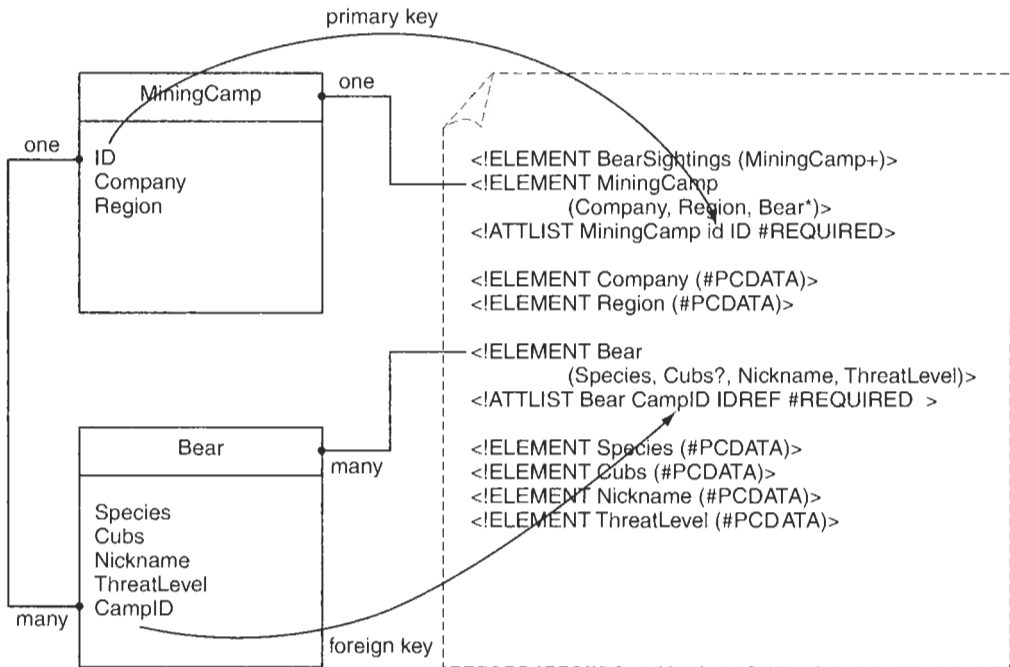 primary key
MiningCamp
one
one
ID
Company
Region
<!ELEMENT BearSightings (MiningCamp+)>
<!ELEMENT MiningCamp
(Company, Region, Bear*)>
<!ATTLIST MiningCamp id ID #REQUIRED>
<!ELEMENT Company (#PCDATA)>
<!ELEMENT Region (#PCDATA)>
<!ELEMENT Bear
(Species, Cubs?, Nickname, ThreatLevel)>
<!ATTLIST Bear CampID IDREF #REQUIRED >
<!ELEMENT Species (#PCDATA)>
<!ELEMENT Cubs (#PCDATA)>
<!ELEMENT Nickname (#PCDATA)>
<!ELEMENT ThreatLevel (#PCDATA)>
Bear
many
Species
Cubs
Nickname
ThreatLevel
CampID
many
foreign key